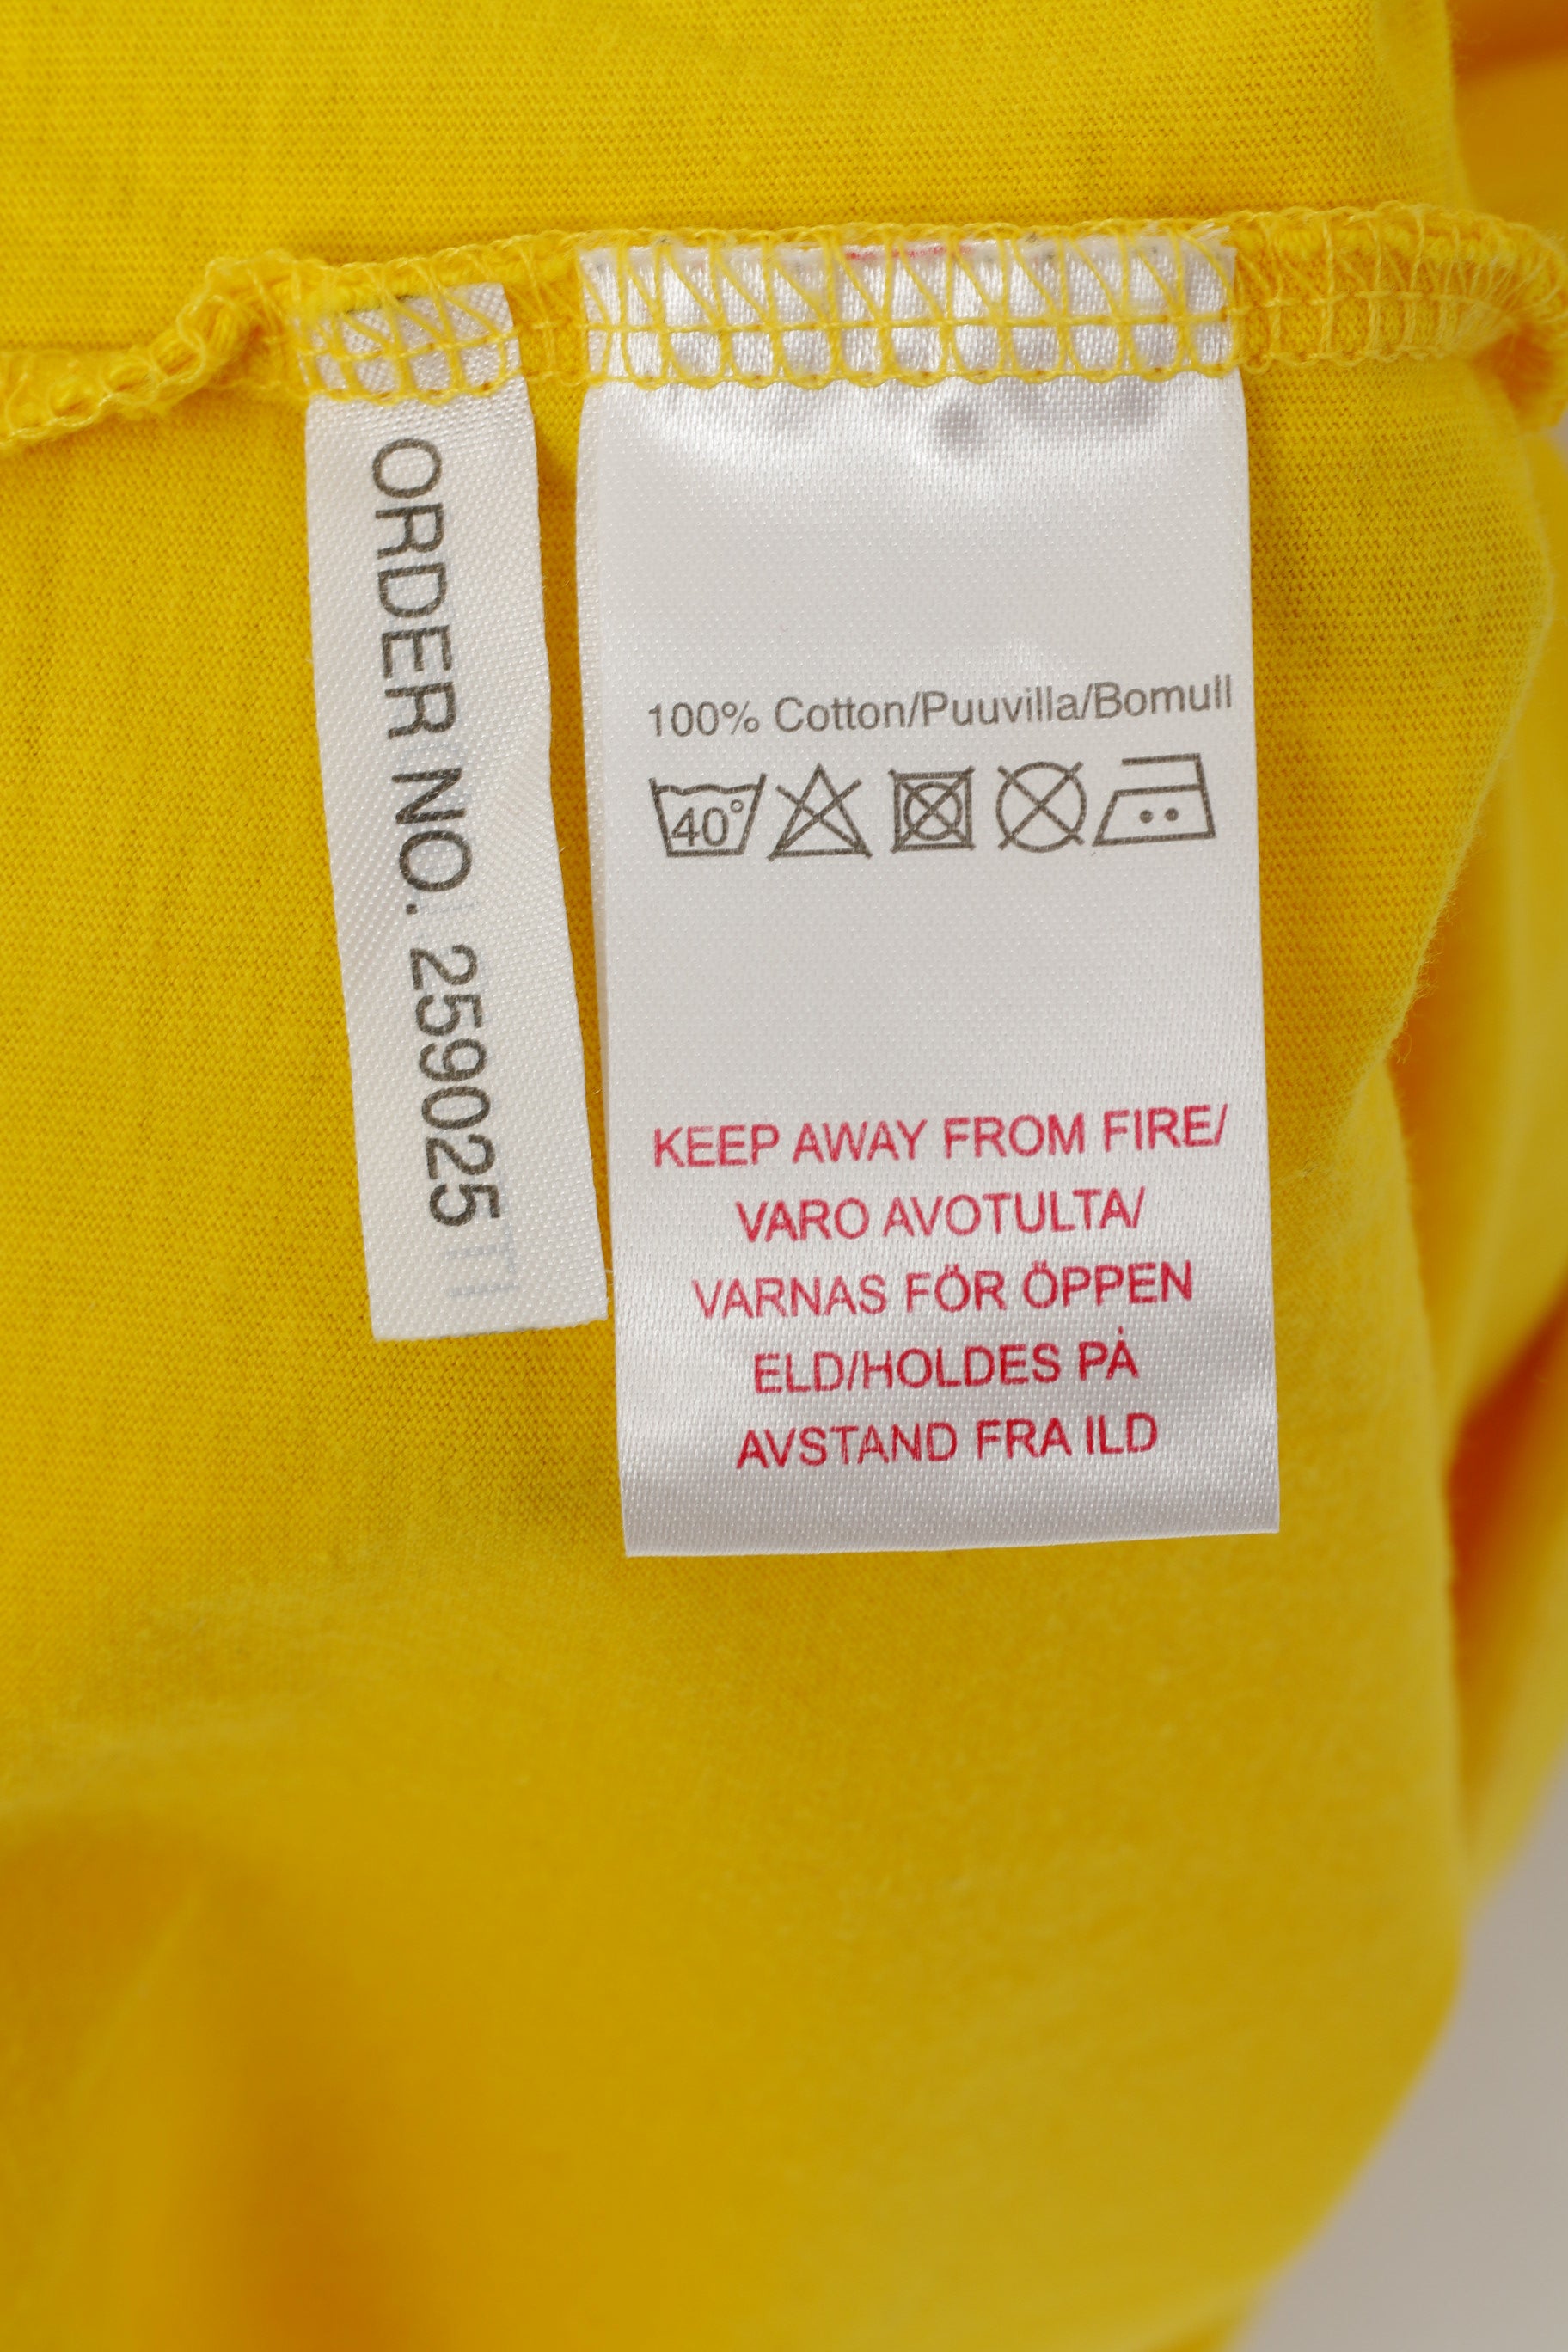 ORDER NO. 259025
100% Cotton/Puuvilla/Bomull
40°
KEEP AWAY FROM FIRE/
VARO AVOTULTA/
VARNAS FÖR ÖPPEN
ELD/HOLDES PÅ
AVSTAND FRA ILD